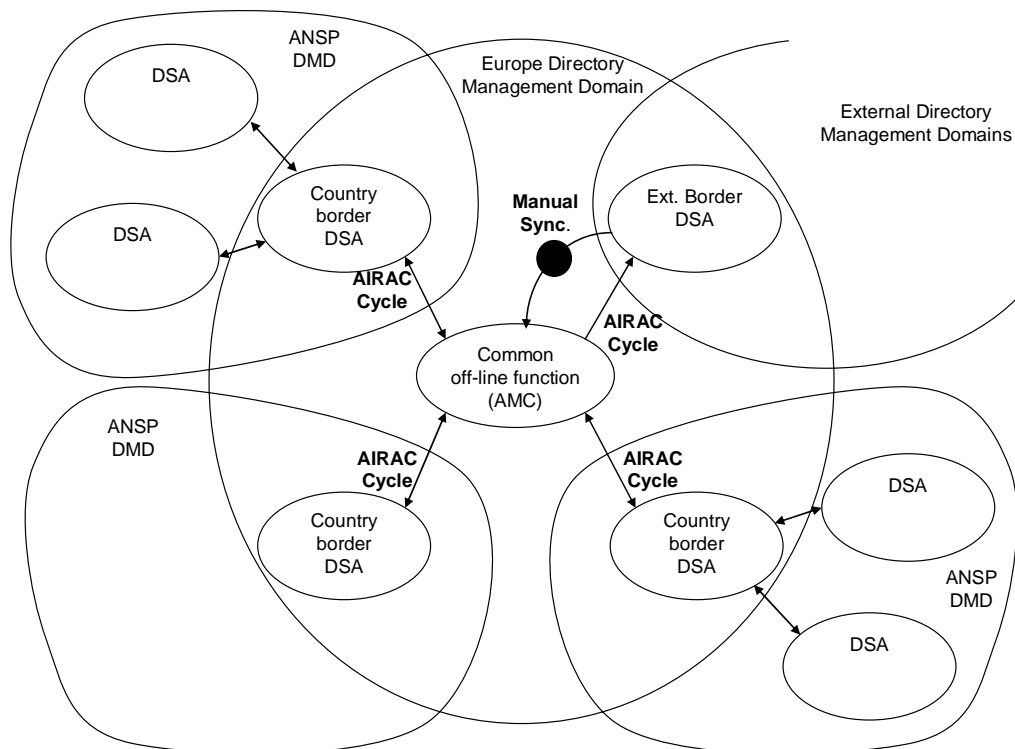 ANSP
DMD
DSA
DSA
Country
border
DSA
AIRAC
Cycle
Europe Directory
Management Domain
External Directory
Management Domains
Manual
Sync.
Ext. Border
DSA
AIRAC
Cycle
Common
off-line function
(AMC)
ANSP
DMD
AIRAC
Cycle
Country
border
DSA
AIRAC
Cycle
Country
border
DSA
DSA
ANSP
DMD
DSA